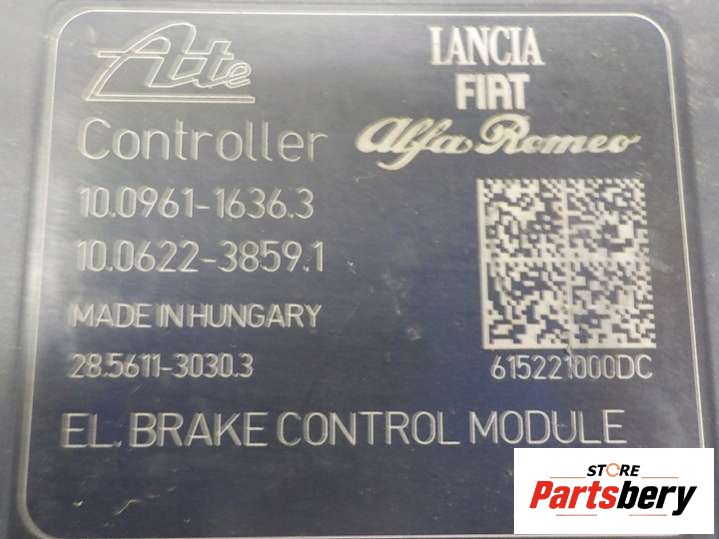 Ate
LANCIA
FIAT
Alfa Romeo
Controller
10.0961-1636.3
10.0622-3859.1
MADE IN HUNGARY
28.5611-3030.3
615221000DC
EL. BRAKE CONTROL MODULE
STORE
Partsbery